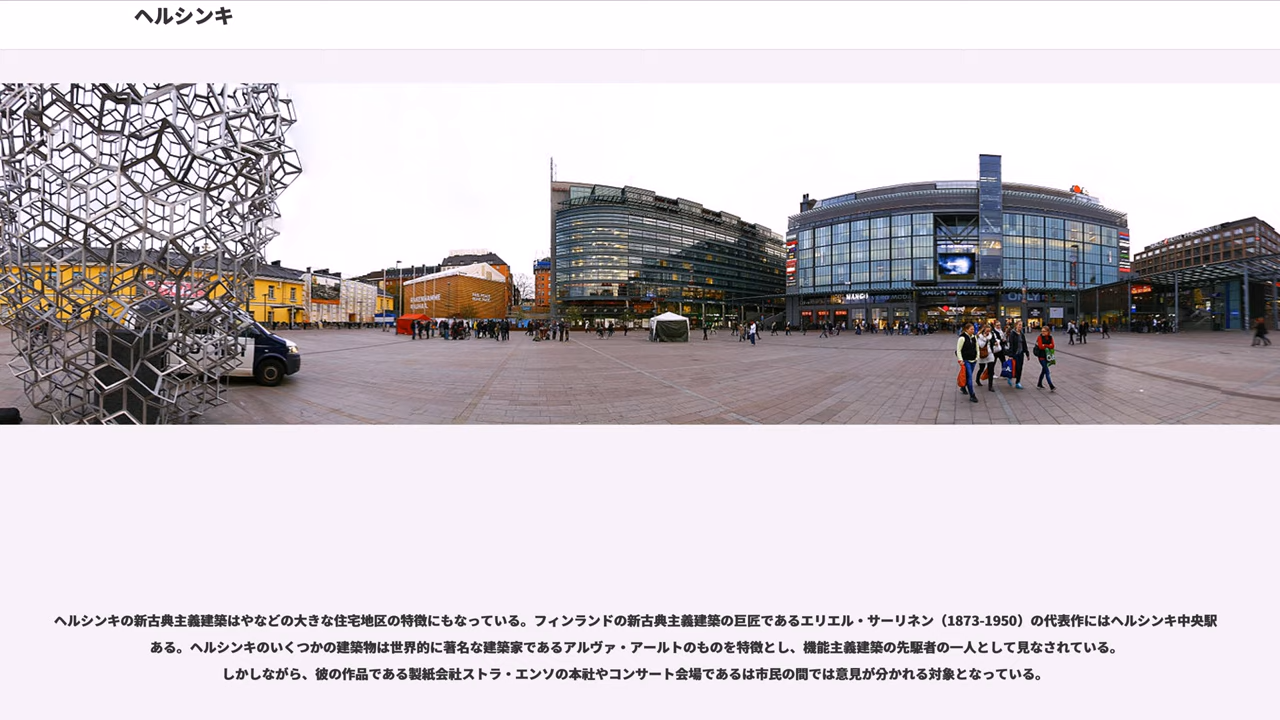 ヘルシンキ
MANGO
ONLY
ヘルシンキの新古典主義建築はやなどの大きな住宅地区の特徴にもなっている。フィンランドの新古典主義建築の巨匠であるエリエル・サーリネン（1873-1950）の代表作にはヘルシンキ中央駅
ある。ヘルシンキのいくつかの建築物は世界的に著名な建築家であるアルヴァ・アールトのものを特徴とし、機能主義建築の先駆者の一人として見なされている。
しかしながら、彼の作品である製紙会社ストラ・エンソの本社やコンサート会場であるは市民の間では意見が分かれる対象となっている。